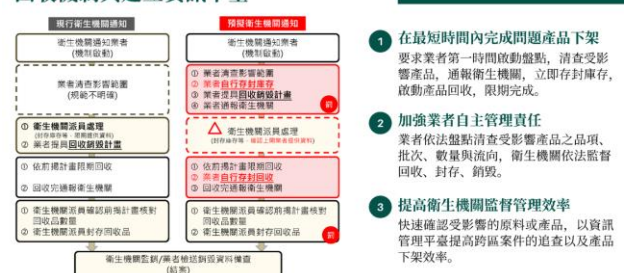 現行衛生機關通知
衛生機關通知業者
(機制啟動)
業者清查影響範圍
(規範不明確)
① 衛生機關派員處理
② 業者提具回收銷毀計畫
① 依前揭計畫限期回收
② 回收完通報衛生機關
① 衛生機關派員確認前揭計畫核對
回收品數量
② 衛生機關派員封存回收品
預擬衛生機關通知
衛生機關通知業者
(機制啟動)
① 業者清查影響範圍
② 業者自行存封庫存
③ 業者提具回收銷毀計畫
④ 業者通報衛生機關
前
衛生機關派員處理
① 依前揭計畫限期回收
② 業者自行存封回收
③ 回收完通報衛生機關
① 衛生機關派員確認前揭計畫核對
回收品數量
② 衛生機關派員封存回收品
前
衛生機關監銷/業者檢送銷毀資料備查
(結案)
1 在最短時間內完成問題產品下架
要求業者第一時間啟動盤點，清查受影
響產品，通報衛生機關，立即存封庫存，
啟動產品回收，限期完成。
2 加強業者自主管理責任
業者依法盤點清查受影響產品之品項、
批次、數量與流向，衛生機關依法監督
回收、封存、銷毀。
3 提高衛生機關監督管理效率
快速確認受影響的原料或產品，以資訊
管理平臺提高跨區案件的追查以及產品
下架效率。